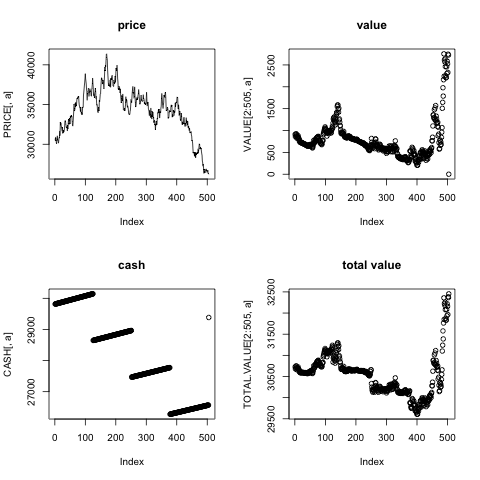 price
PRICE[, a]
30000 35000 40000
0 100 200 300 400 500
Index
value
VALUE[2:505, a]
0 500 1500 2500
0 100 200 300 400 500
Index
cash
CASH[, a]
27000 29000
0 100 200 300 400 500
Index
total value
TOTAL.VALUE[2:505, a]
29500 30500 31500 32500
0 100 200 300 400 500
Index